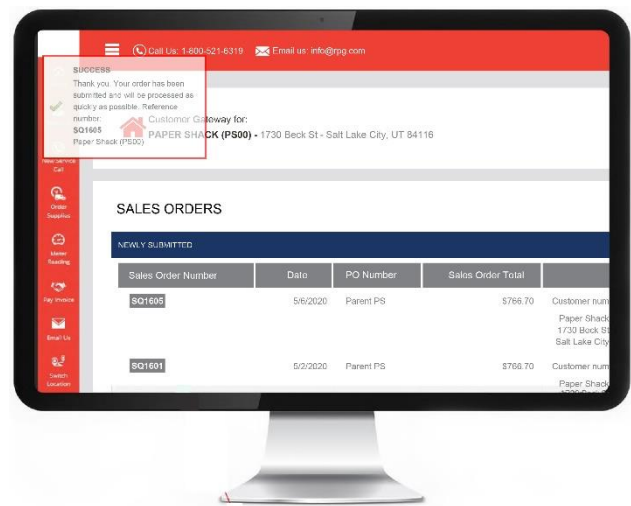 Call Us: 1-800-521-6319 Email us: info@rpg.com
SUCCESS
Thank you. Your order has been
submitted and will be processed as
quickly as possible. Reference
number:
SQ1605
Paper Shack (PS00)
Customer Gateway for:
PAPER SHACK (PS00) - 1730 Beck St - Salt Lake City, UT 84116
New Service
Call
Order
Supplies
Meter
Reading
Pay Invoice
Email Us
Switch
Location
SALES ORDERS
NEWLY SUBMITTED
Sales Order Number Date PO Number Sales Order Total
SQ1605 5/6/2020 Parent PS $766.70 Customer num
Paper Shack
1730 Beck St
Salt Lake City
SQ1601 5/2/2020 Parent PS $766.70 Customer num
Paper Shack